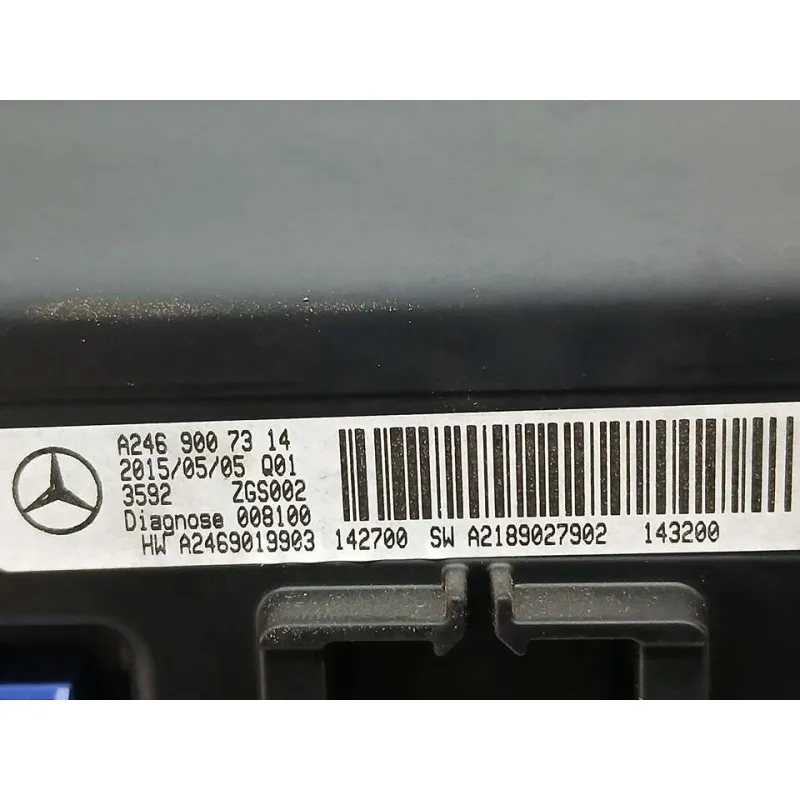 A246 900 73 14
2015/05/05 Q01
3592 ZGS002
Diagnose 008100
HW A2469019903 142700 SW A2189027902 143200